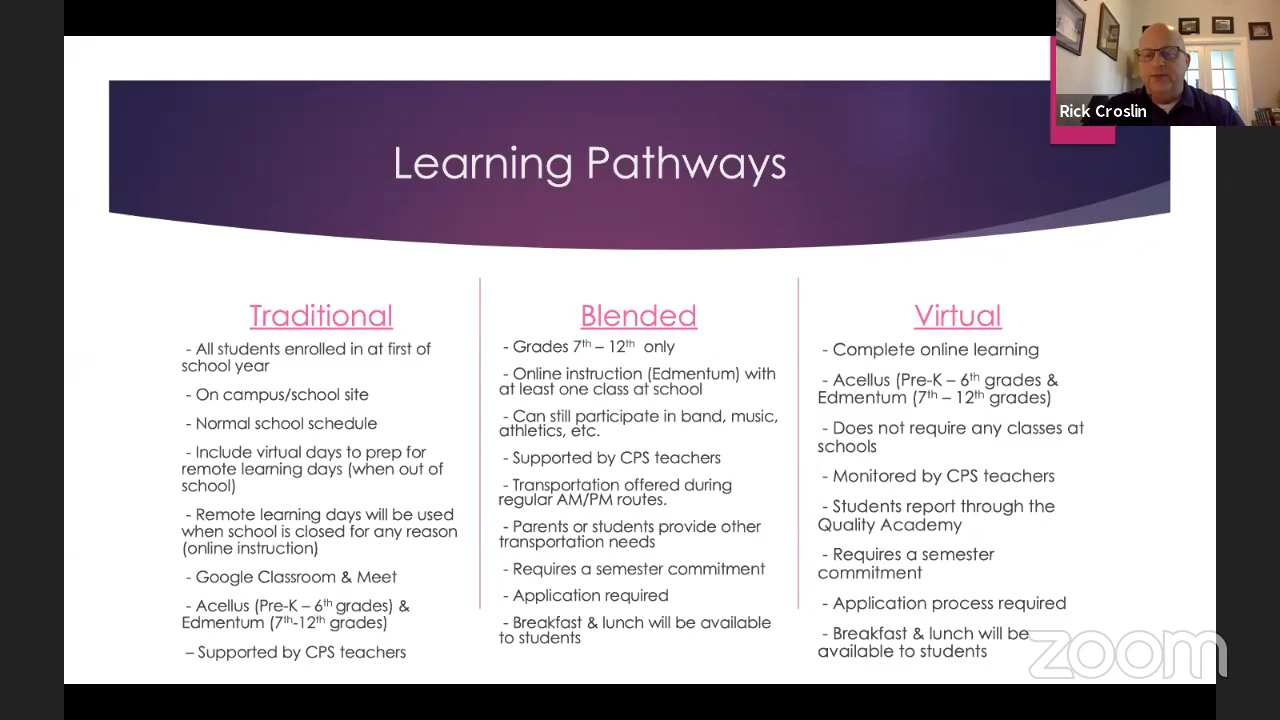 Rick Croslin
Learning Pathways
Traditional
- All students enrolled in at first of
school year
- On campus/school site
- Normal school schedule
- Include virtual days to prep for
remote learning days (when out of
school)
- Remote learning days will be used
when school is closed for any reason
(online instruction)
- Google Classroom & Meet
- Acellus (Pre-K – 6th grades) &
Edmentum (7th-12th grades)
– Supported by CPS teachers
Blended
- Grades 7th – 12th only
- Online instruction (Edmentum) with
at least one class at school
- Can still participate in band, music,
athletics, etc.
- Supported by CPS teachers
- Transportation offered during
regular AM/PM routes.
- Parents or students provide other
transportation needs
- Requires a semester commitment
- Application required
- Breakfast & lunch will be available
to students
Virtual
- Complete online learning
- Acellus (Pre-K – 6th grades &
Edmentum (7th – 12th grades)
- Does not require any classes at
schools
- Monitored by CPS teachers
- Students report through the
Quality Academy
- Requires a semester
commitment
- Application process required
- Breakfast & lunch will be
available to students
zoom